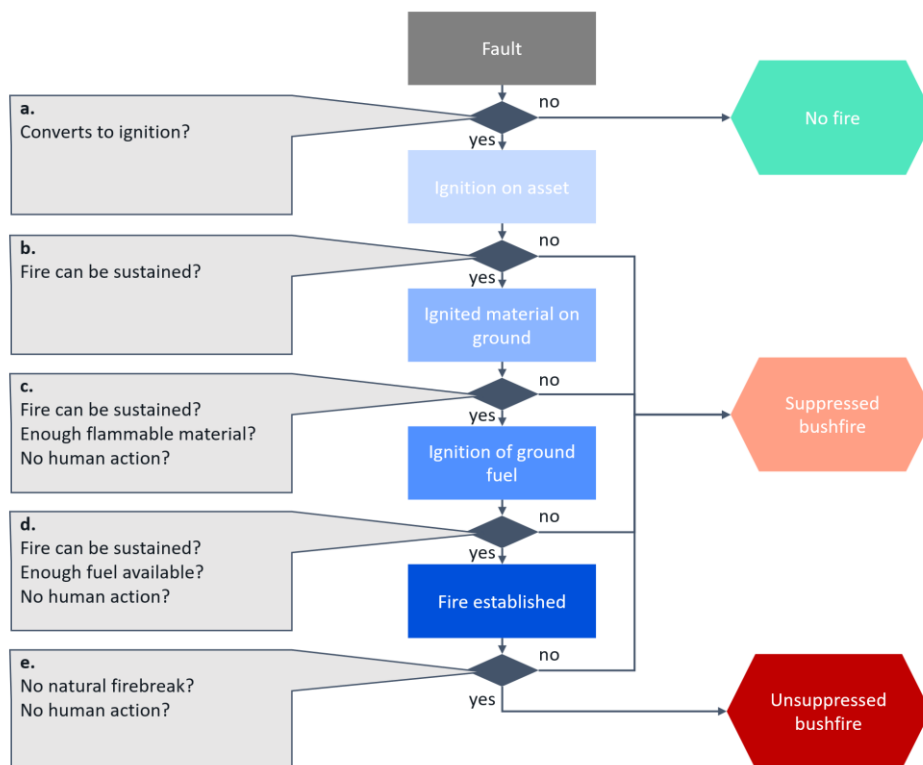 Fault
a.
Converts to ignition?
no
yes
No fire
Ignition on asset
b.
Fire can be sustained?
no
yes
Ignited material on
ground
c.
Fire can be sustained?
Enough flammable material?
No human action?
no
yes
Suppressed
bushfire
Ignition of ground
fuel
d.
Fire can be sustained?
Enough fuel available?
No human action?
no
yes
Fire established
e.
No natural firebreak?
No human action?
no
yes
Unsuppressed
bushfire